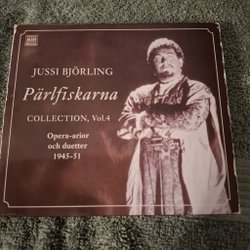 JUSSI BJÖRLING
Pärlfiskarna
COLLECTION, Vol.4
Opera-arior
och duetter
1945-51